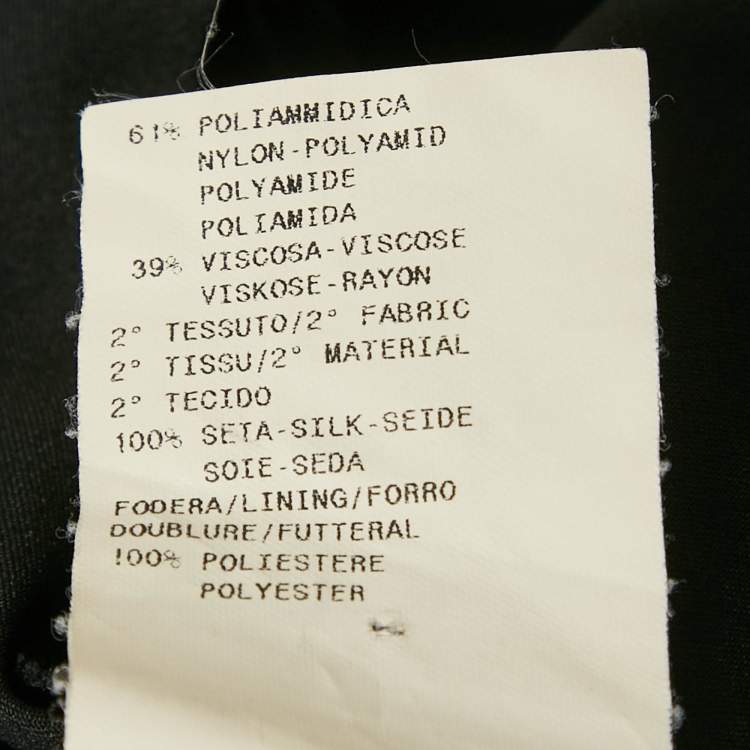 61% POLIAMMIDICA
NYLON-POLYAMID
POLYAMIDE
POLIAMIDA
39% VISCOSA-VISCOSE
VISKOSE-RAYON
2° TESSUTO/2° FABRIC
2° TISSU/2° MATERIAL
2° TECIDO
100% SETA-SILK-SEIDE
SOIE-SEDA
FODERA/LINING/FORRO
DOUBLURE/FUTTERAL
100% POLIESTERE
POLYESTER